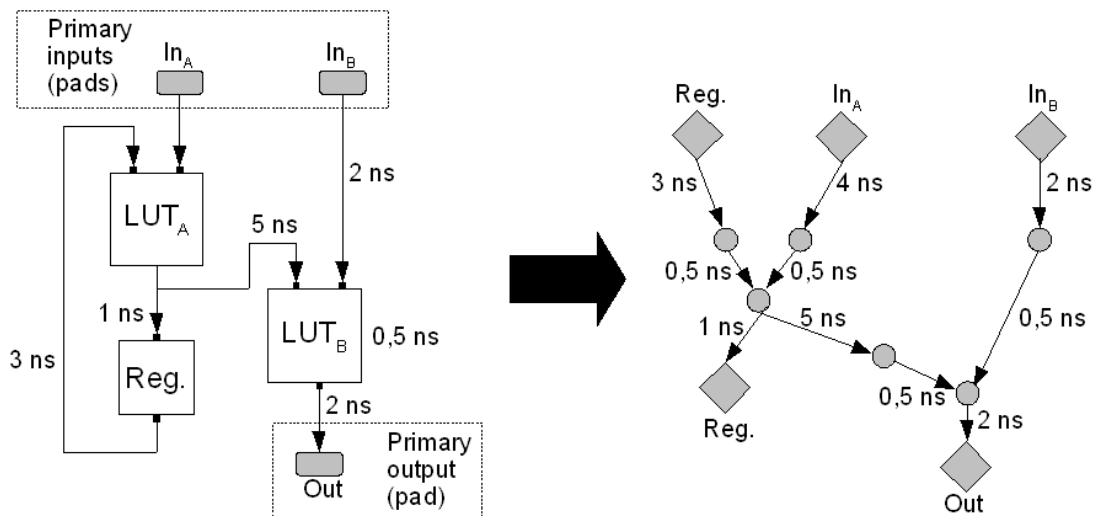 Primary
inputs
(pads)
In_A
In_B
2 ns
LUT_A
5 ns
1 ns
LUT_B
0,5 ns
3 ns
Reg.
2 ns
Primary
output
(pad)
Out
Reg.
In_A
In_B
3 ns
4 ns
2 ns
0,5 ns
0,5 ns
1 ns
5 ns
0,5 ns
0,5 ns
2 ns
Reg.
Out